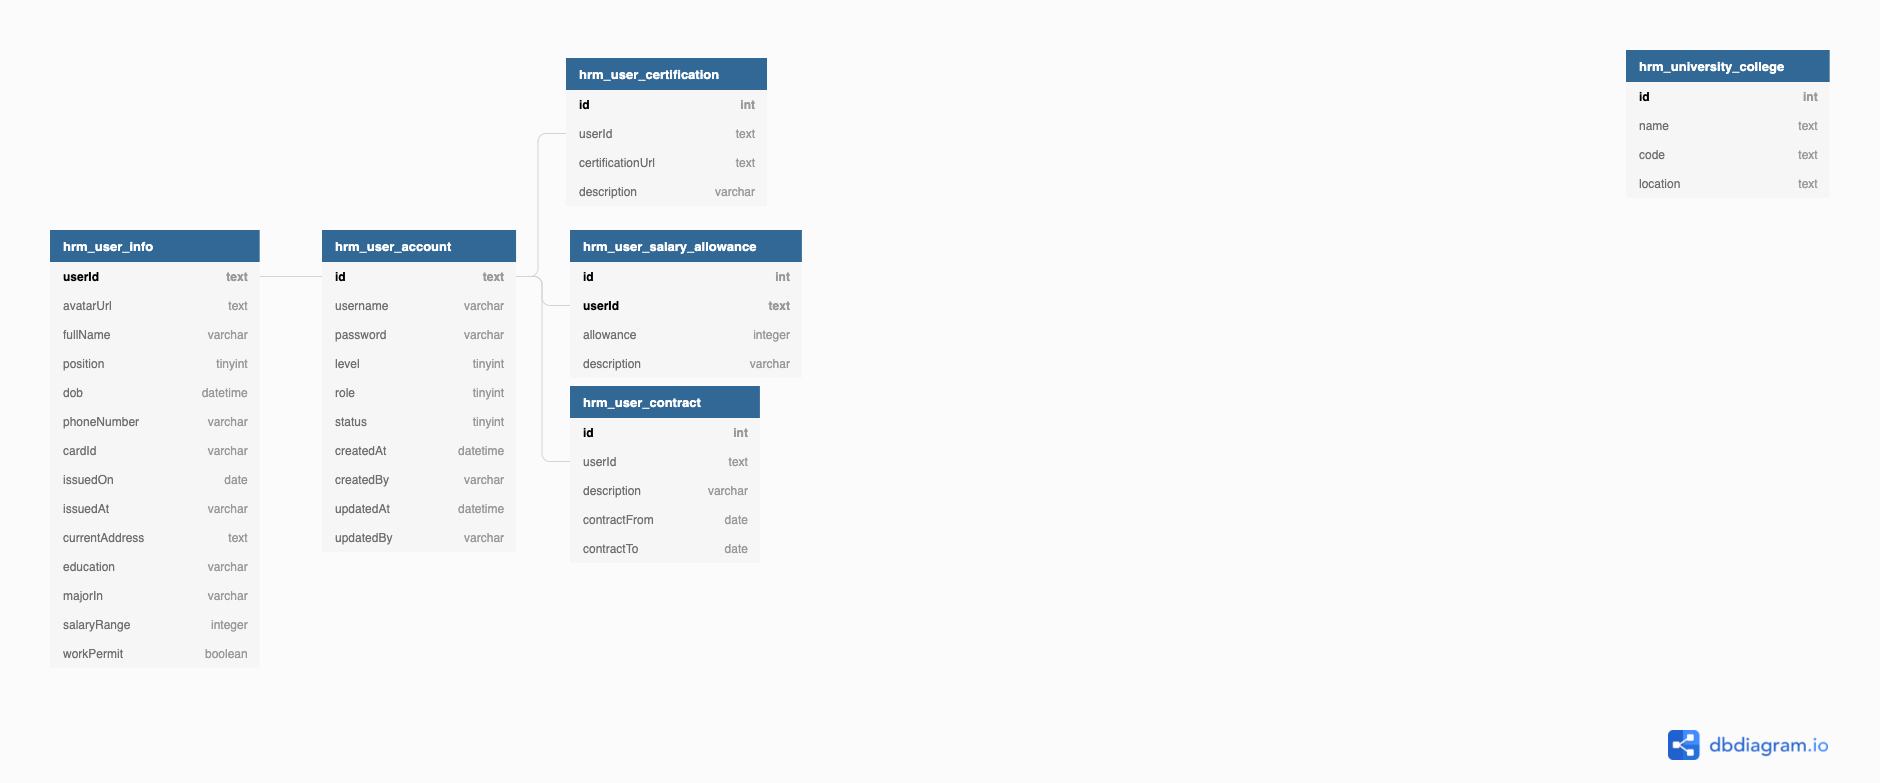 hrm_user_certification
id int
userId text
certificationUrl text
description varchar
hrm_university_college
id int
name text
code text
location text
hrm_user_info
userId text
avatarUrl text
fullName varchar
position tinyint
dob datetime
phoneNumber varchar
cardId varchar
issuedOn date
issuedAt varchar
currentAddress text
education varchar
majorIn varchar
salaryRange integer
workPermit boolean
hrm_user_account
id text
username varchar
password varchar
level tinyint
role tinyint
status tinyint
createdAt datetime
createdBy varchar
updatedAt datetime
updatedBy varchar
hrm_user_salary_allowance
id int
userId text
allowance integer
description varchar
hrm_user_contract
id int
userId text
description varchar
contractFrom date
contractTo date
dbdiagram.io